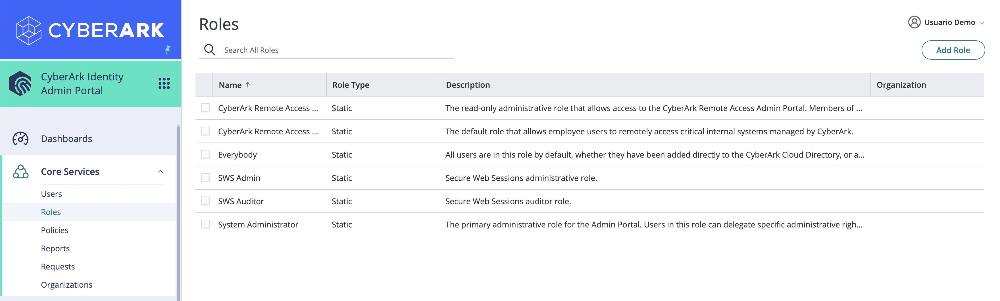 CYBERARK
CyberArk Identity
Admin Portal
Dashboards
Core Services
Users
Roles
Policies
Reports
Requests
Organizations
Roles
Usuario Demo
Search All Roles
Add Role
Name Role Type Description Organization
CyberArk Remote Access ... Static The read-only administrative role that allows access to the CyberArk Remote Access Admin Portal. Members of ...
CyberArk Remote Access ... Static The default role that allows employee users to remotely access critical internal systems managed by CyberArk.
Everybody Static All users are in this role by default, whether they have been added directly to the CyberArk Cloud Directory, or a...
SWS Admin Static Secure Web Sessions administrative role.
SWS Auditor Static Secure Web Sessions auditor role.
System Administrator Static The primary administrative role for the Admin Portal. Users in this role can delegate specific administrative righ...